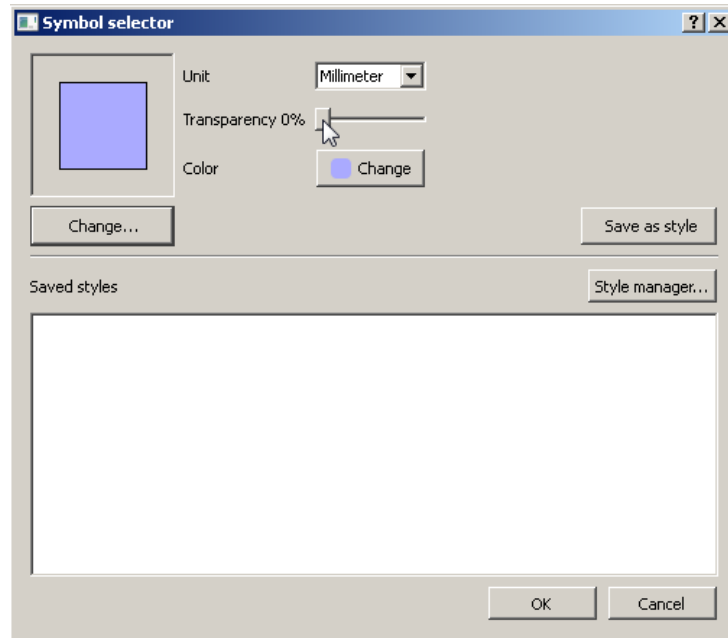 Symbol selector
Unit
Millimeter
Transparency 0%
Color
Change
Change...
Save as style
Saved styles
Style manager...
OK
Cancel